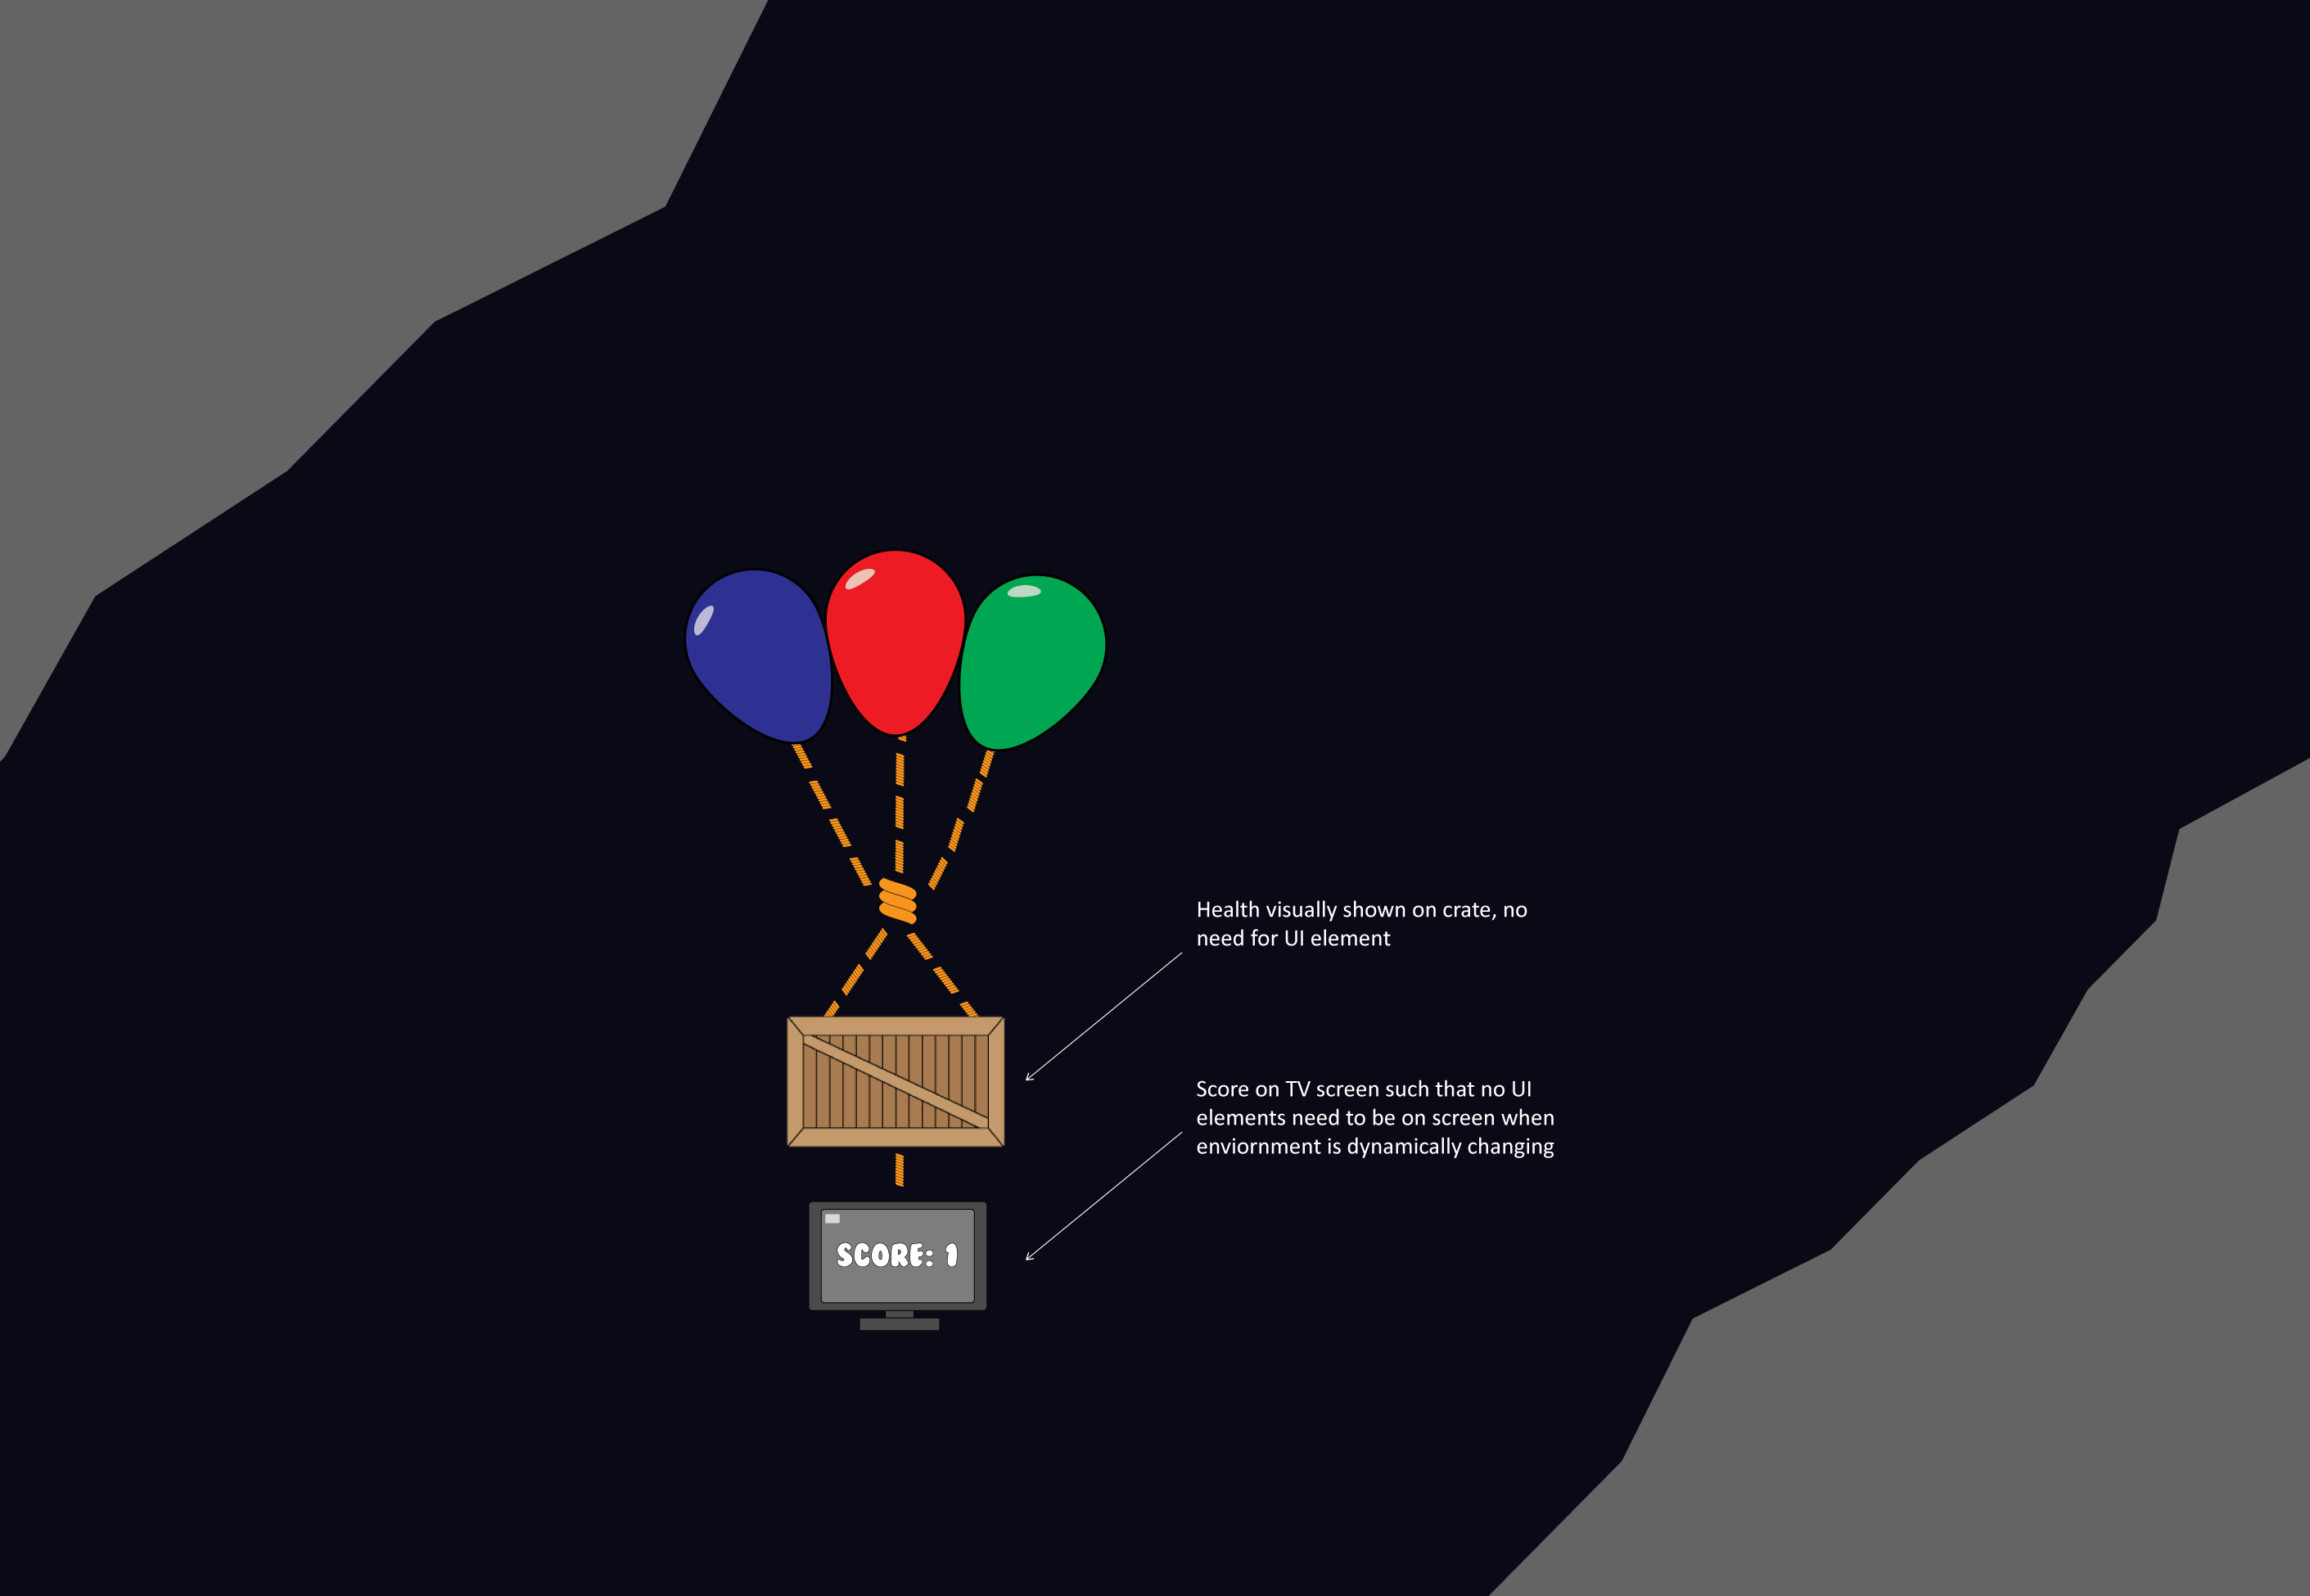 Health visually shown on crate, no
need for UI element
Score on TV screen such that no UI
elements need to be on screen when
enviornment is dynamically changing
SCORE: 1